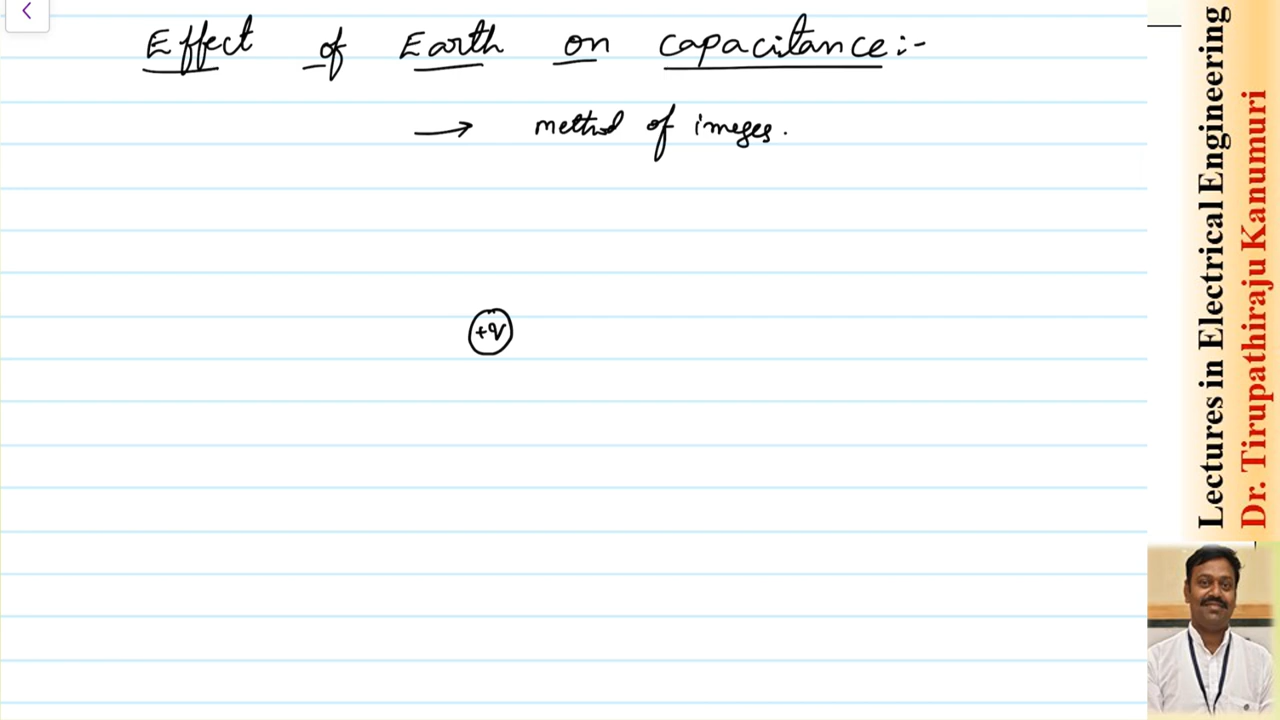 Effect of Earth on capacitance:-
→ method of images.
+q
Lectures in Electrical Engineering
Dr. Tirupathiraju Kanumuri